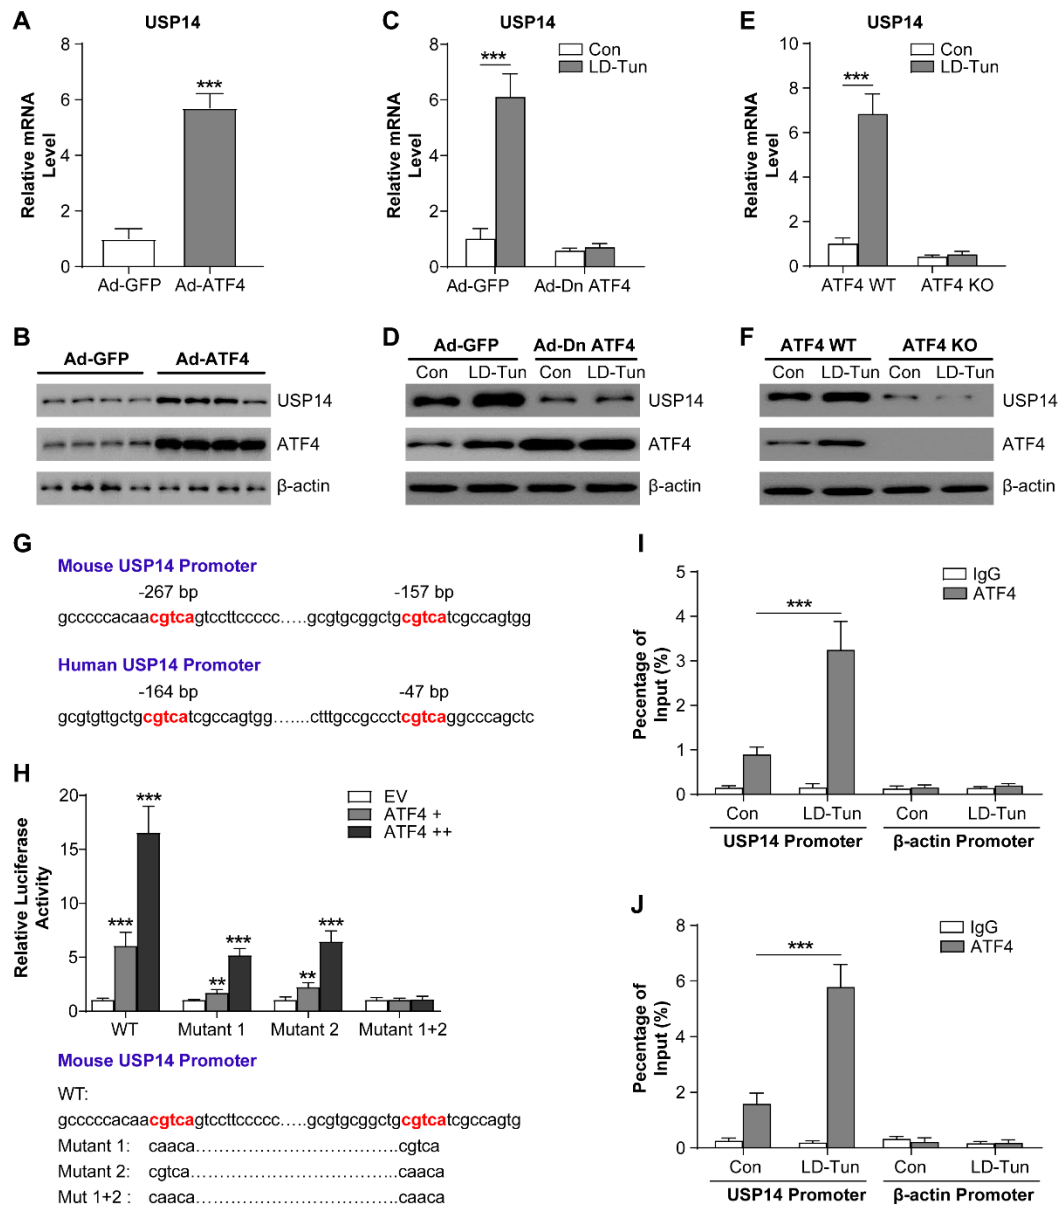 A
USP14
Relative mRNA
Level
8
6
4
2
0
***
Ad-GFP
Ad-ATF4
C
USP14
Relative mRNA
Level
8
6
4
2
0
***
Con
LD-Tun
Ad-GFP
Ad-Dn ATF4
E
USP14
Relative mRNA
Level
10
8
6
4
2
0
***
Con
LD-Tun
ATF4 WT
ATF4 KO
B
Ad-GFP
Ad-ATF4
USP14
ATF4
β-actin
D
Ad-GFP
Ad-Dn ATF4
Con
LD-Tun
Con
LD-Tun
USP14
ATF4
β-actin
F
ATF4 WT
ATF4 KO
Con
LD-Tun
Con
LD-Tun
USP14
ATF4
β-actin
G
Mouse USP14 Promoter
-267 bp
-157 bp
gcccccacaacgtcagtccttccccc…..gcgtgcggctgcgtcatcgccagtgg
Human USP14 Promoter
-164 bp
-47 bp
gcgtgttgctgcgtcatcgccagtgg…....ctttgccgccctcgtcaggcccagctc
H
Relative Luciferase
Activity
20
15
10
5
0
EV
ATF4 +
ATF4 ++
***
***
**
***
**
***
WT
Mutant 1
Mutant 2
Mutant 1+2
Mouse USP14 Promoter
WT:
gcccccacaacgtcagtccttccccc…..gcgtgcggctgcgtcatcgccagtg
Mutant 1: caaca……………………………..cgtca
Mutant 2: cgtca……………………………..caaca
Mut 1+2 : caaca……………………………..caaca
I
Pecentage of
Input (%)
5
4
3
2
1
0
IgG
ATF4
***
Con
LD-Tun
Con
LD-Tun
USP14 Promoter
β-actin Promoter
J
Pecentage of
Input (%)
8
6
4
2
0
IgG
ATF4
***
Con
LD-Tun
Con
LD-Tun
USP14 Promoter
β-actin Promoter